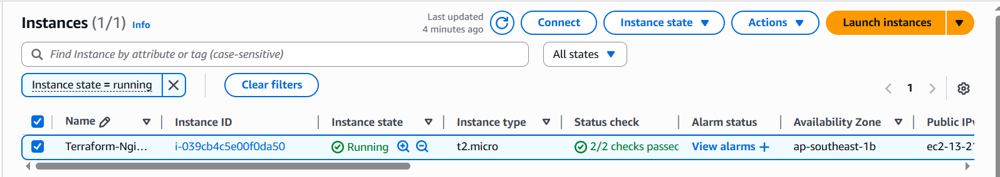 Instances (1/1) Info
Last updated
4 minutes ago
Connect
Instance state
Actions
Launch instances
Find Instance by attribute or tag (case-sensitive)
All states
Instance state = running
Clear filters
1
Name Instance ID Instance state Instance type Status check Alarm status Availability Zone Public IPv
Terraform-Ngi... i-039cb4c5e00f0da50 Running t2.micro 2/2 checks passed View alarms + ap-southeast-1b ec2-13-21